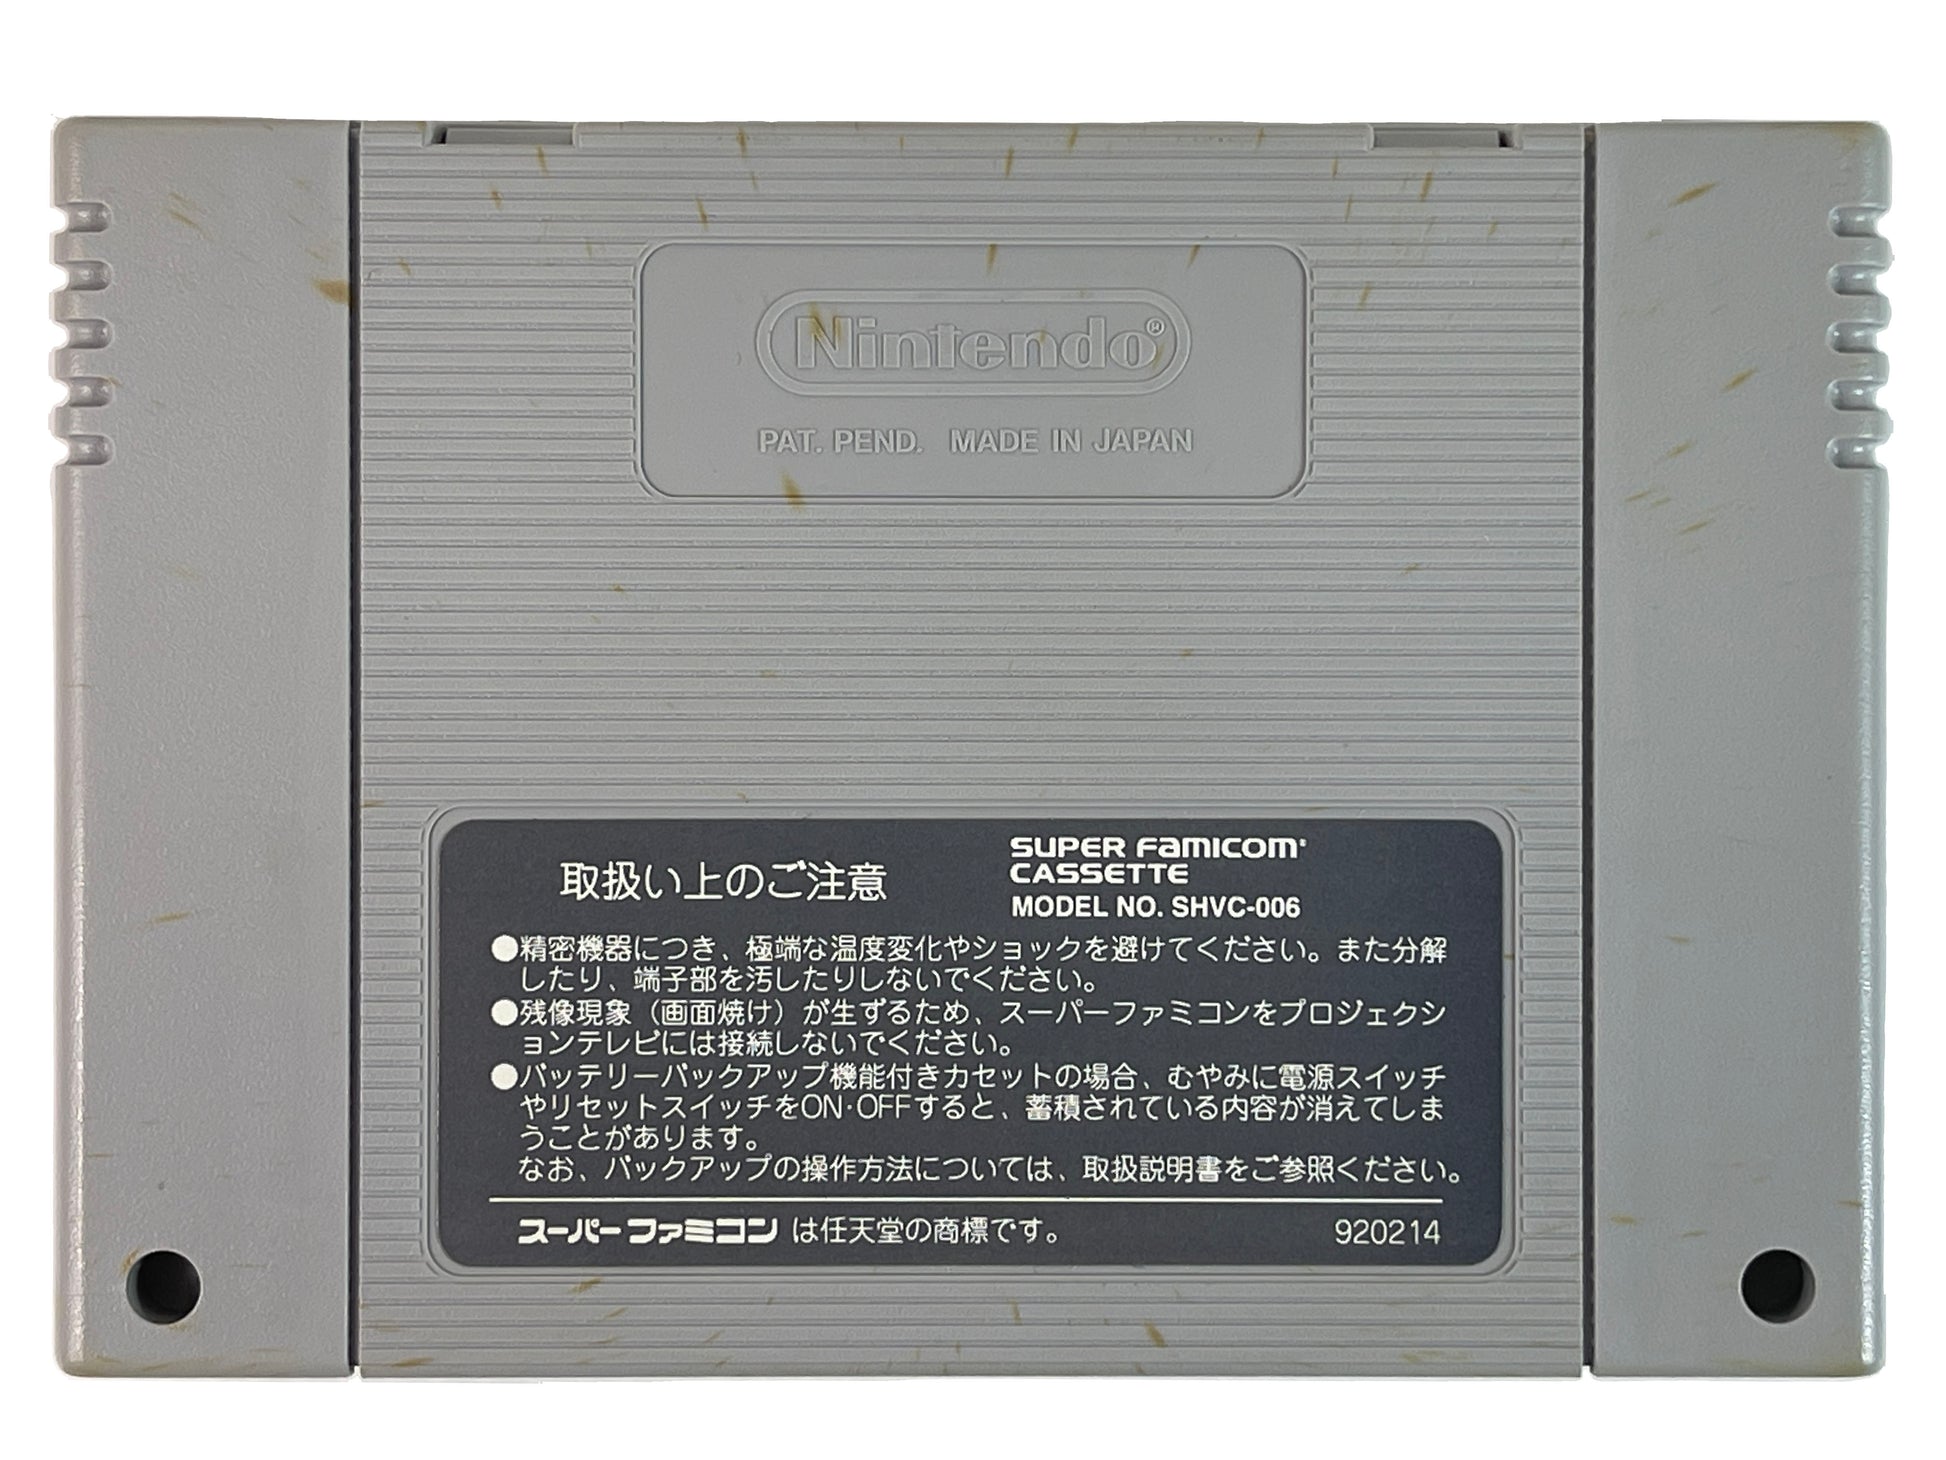 Nintendo®
PAT. PEND. MADE IN JAPAN
取扱い上のご注意
SUPER FAMICOM
CASSETTE
MODEL NO. SHVC-006
●精密機器につき、極端な温度変化やショックを避けてください。また分解
したり、端子部を汚したりしないでください。
●残像現象（画面焼け）が生ずるため、スーパーファミコンをプロジェクシ
ョンテレビには接続しないでください。
●バッテリーバックアップ機能付きカセットの場合、むやみに電源スイッチ
やリセットスイッチをON・OFFすると、蓄積されている内容が消えてしま
うことがあります。
なお、バックアップの操作方法については、取扱説明書をご参照ください。
スーパーファミコン は任天堂の商標です。
920214